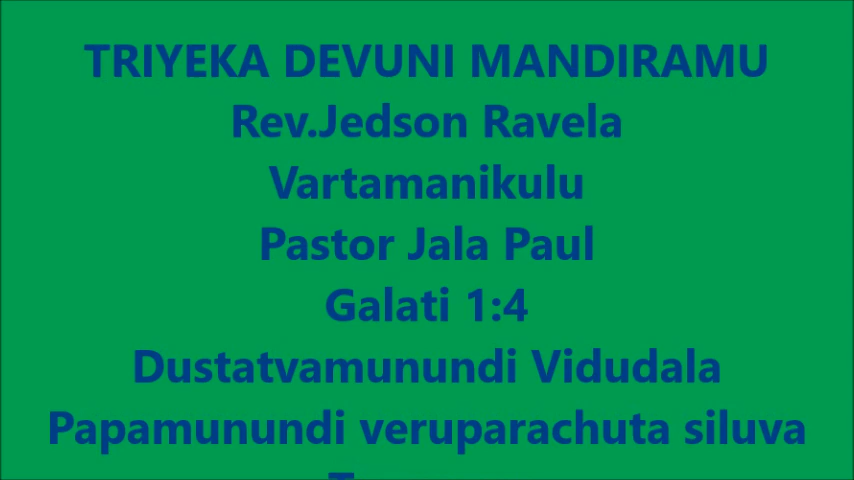 TRIYEKA DEVUNI MANDIRAMU
Rev.Jedson Ravela
Vartamanikulu
Pastor Jala Paul
Galati 1:4
Dustatvamunundi Vidudala
Papamunundi veruparachuta siluva